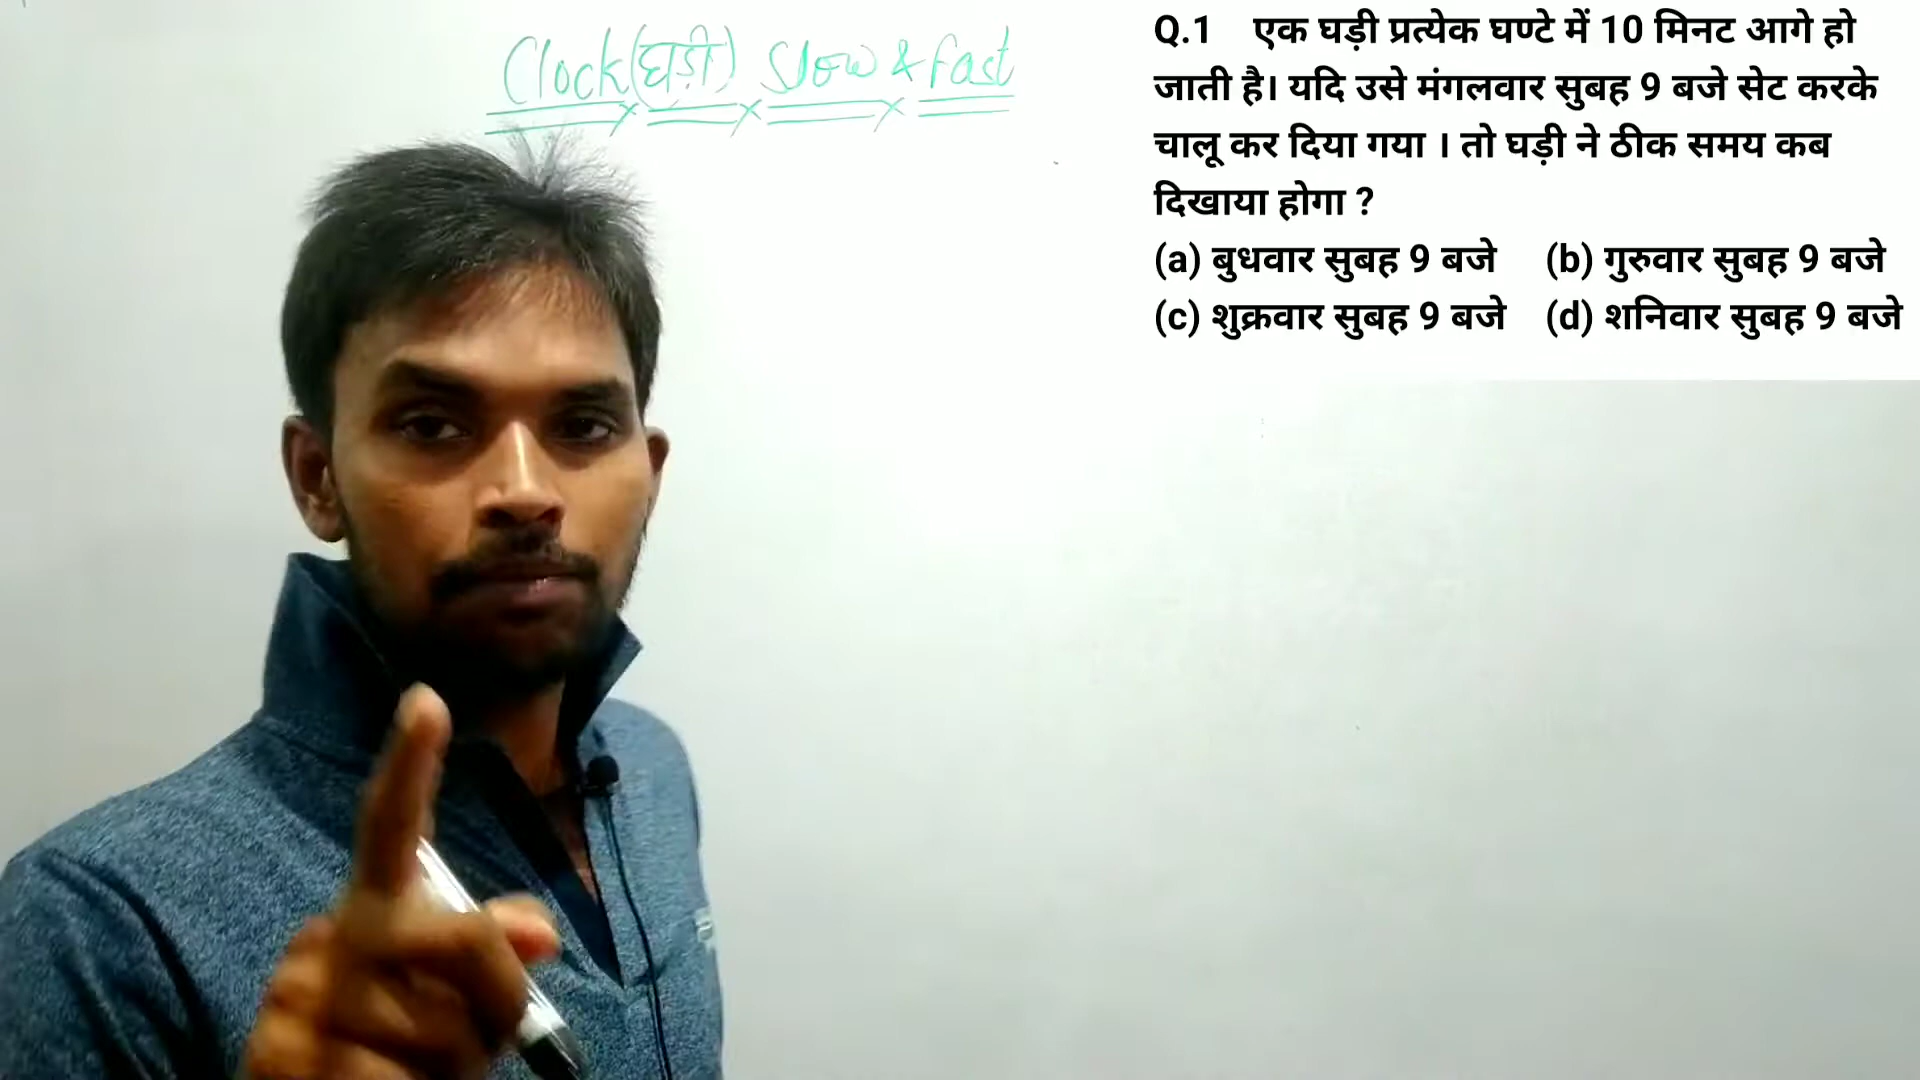 Clock(घड़ी) Slow & fast
Q.1 एक घड़ी प्रत्येक घण्टे में 10 मिनट आगे हो
जाती है। यदि उसे मंगलवार सुबह 9 बजे सेट करके
चालू कर दिया गया । तो घड़ी ने ठीक समय कब
दिखाया होगा ?
(a) बुधवार सुबह 9 बजे (b) गुरुवार सुबह 9 बजे
(c) शुक्रवार सुबह 9 बजे (d) शनिवार सुबह 9 बजे